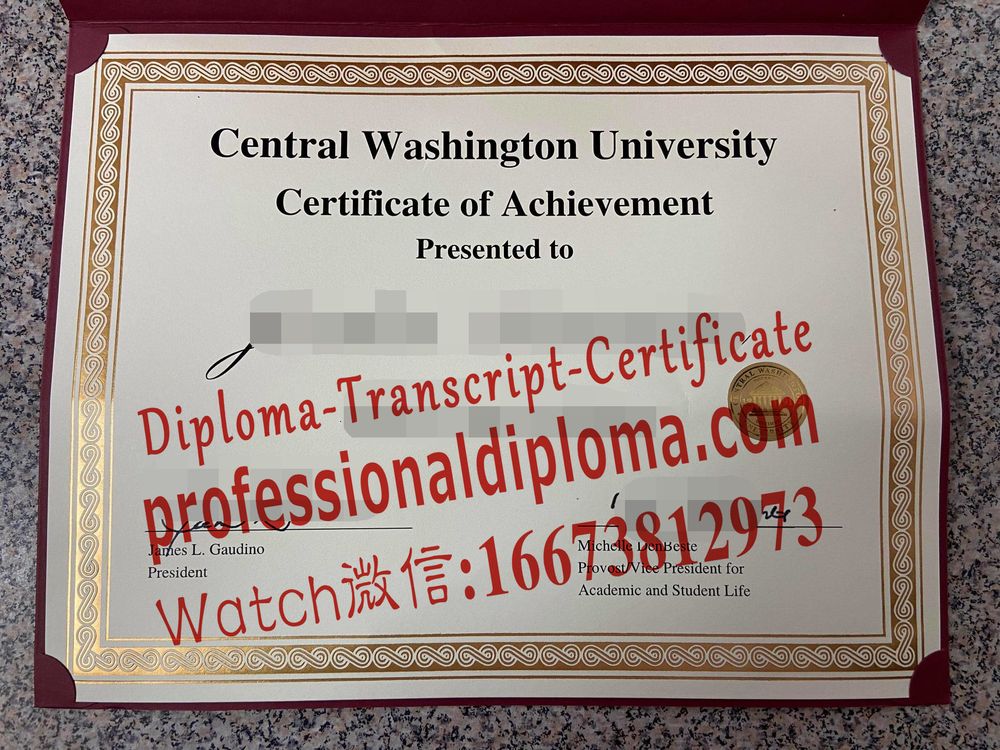 Central Washington University
Certificate of Achievement
Presented to
Diploma-Transcript-Certificate
professionaldiploma.com
James L. Gaudino
President
Michelle DenBeste
Provost/Vice President for
Academic and Student Life
Watch微信:16673812973